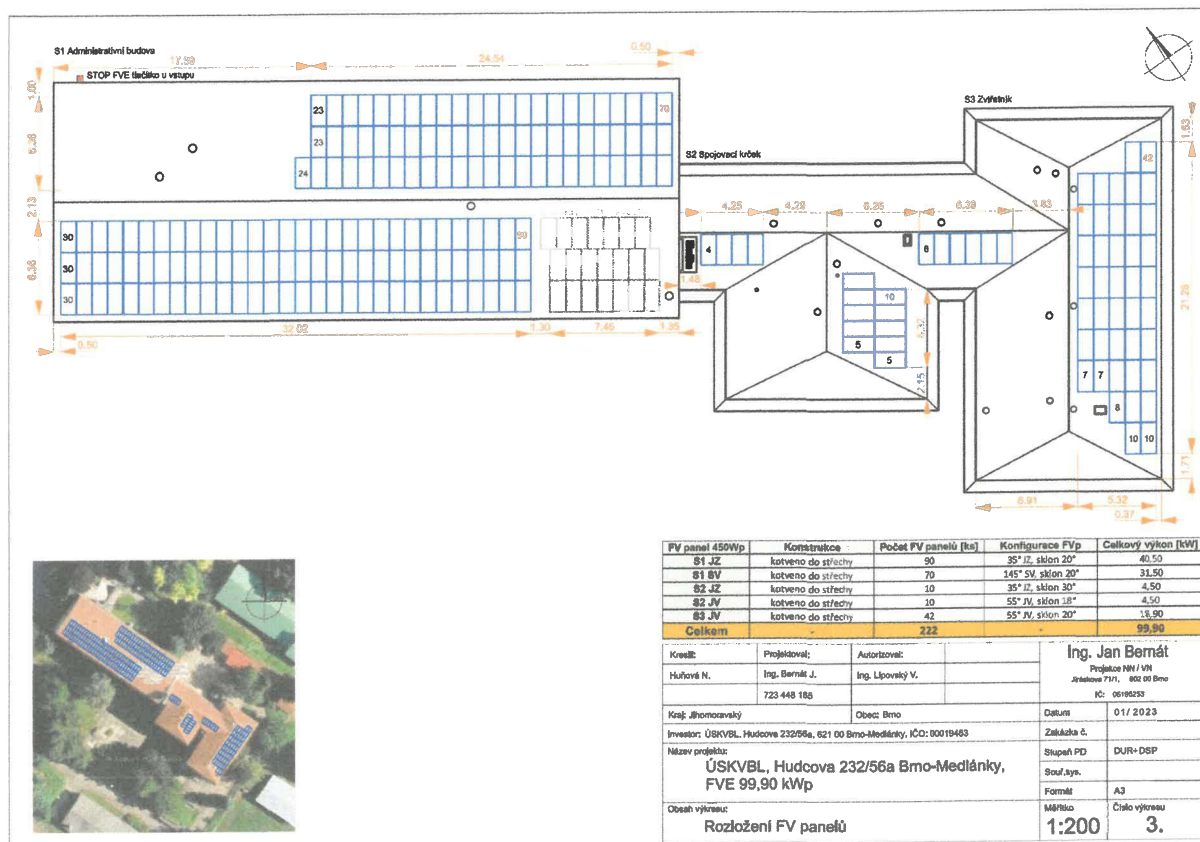 S1 Administrativní budova
STOP FVE tlačítko u vstupu
17.59
24.54
0.50
1.00
6.36
2.13
6.36
23
70
23
24
30
90
30
30
32.02
0.50
1.30
7.46
1.35
S2 Spojovací krček
4.25
4.29
6.25
6.39
3.83
4
6
1.48
10
5
5
5.32
2.15
S3 Zvířetník
1.63
42
21.28
7 7
8
10 10
1.71
6.91
5.32
0.37
FV panel 450Wp Konstrukce Počet FV panelů [ks] Konfigurace FVp Celkový výkon [kW]
S1 JZ kotveno do střechy 90 35° JZ, sklon 20° 40,50
S1 SV kotveno do střechy 70 145° SV, sklon 20° 31,50
S2 JZ kotveno do střechy 10 35° JZ, sklon 30° 4,50
S2 JV kotveno do střechy 10 55° JV, sklon 18° 4,50
S3 JV kotveno do střechy 42 55° JV, sklon 20° 18,90
Celkem - 222 - 99,90
Kreslil: Projektoval: Autorizoval:
Huňová N. Ing. Bernát J. Ing. Lipovský V.
723 448 185
Ing. Jan Bernát
Projekce NN / VN
Jiráskova 71/1, 602 00 Brno
IČ: 06196253
Kraj: Jihomoravský Obec: Brno
Datum 01/ 2023
Investor: ÚSKVBL, Hudcova 232/56a, 621 00 Brno-Medlánky, IČO: 00019453
Zakázka č.
Název projektu:
ÚSKVBL, Hudcova 232/56a Brno-Medlánky,
FVE 99,90 kWp
Stupeň PD DUR+DSP
Souř.sys.
Formát A3
Obsah výkresu:
Rozložení FV panelů
Měřítko Číslo výkresu
1:200 3.